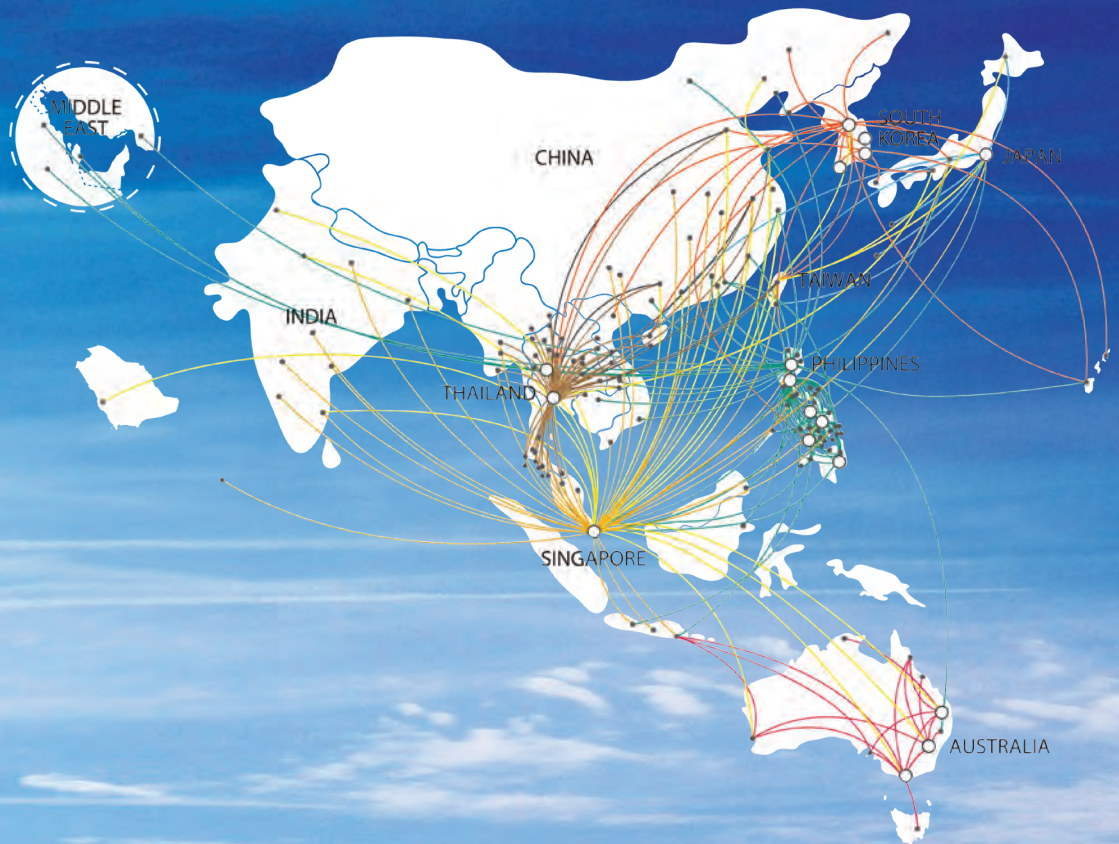 MIDDLE
EAST
SOUTH
KOREA
CHINA
JAPAN
TAIWAN
INDIA
PHILIPPINES
THAILAND
SINGAPORE
AUSTRALIA